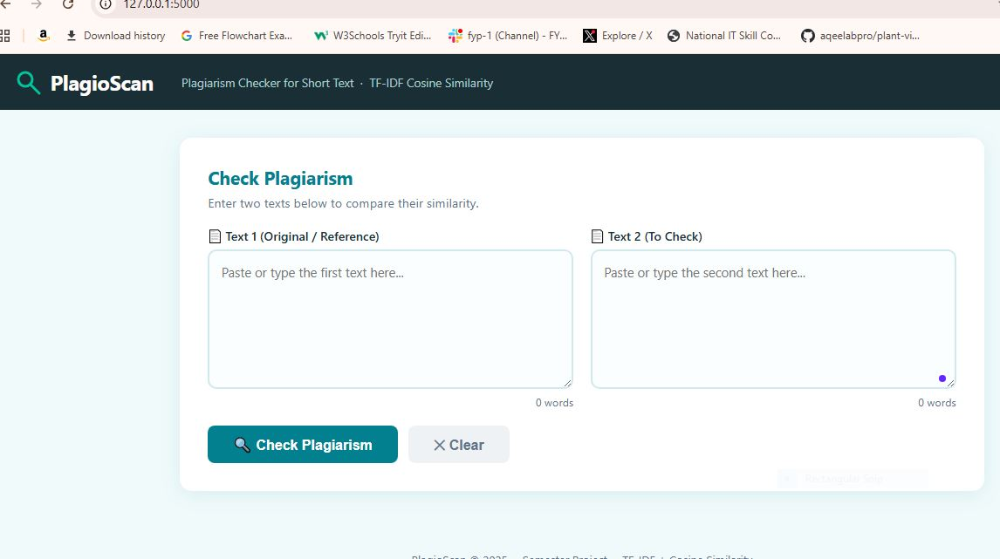 127.0.0.1:5000
Download history
Free Flowchart Exa...
W3Schools Tryit Edi...
fyp-1 (Channel) - FY...
Explore / X
National IT Skill Co...
aqeelabpro/plant-vi...
PlagioScan
Plagiarism Checker for Short Text · TF-IDF Cosine Similarity
Check Plagiarism
Enter two texts below to compare their similarity.
Text 1 (Original / Reference)
Text 2 (To Check)
Paste or type the first text here...
Paste or type the second text here...
0 words
0 words
Check Plagiarism
Clear
Rectangular Snip
PlagioScan © 2025 Semester Project TF-IDF + Cosine Similarity